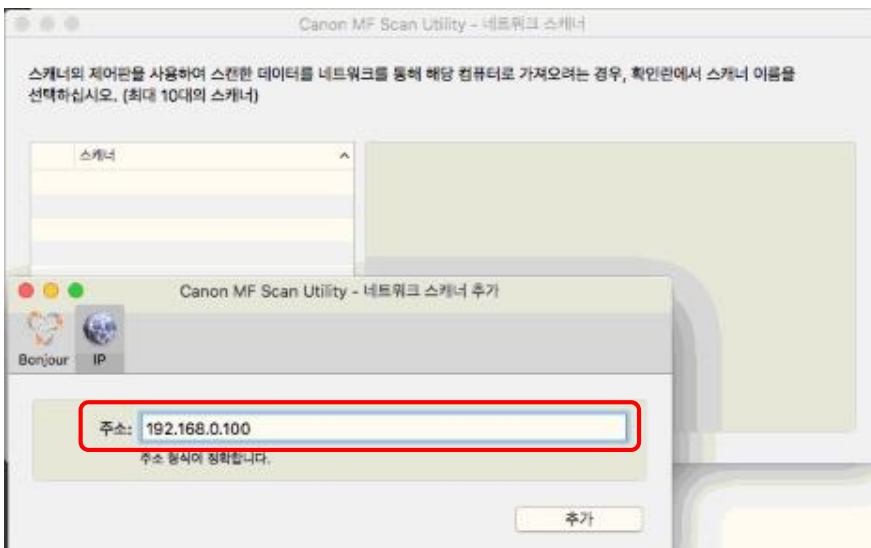 Canon MF Scan Utility - 네트워크 스캐너
스캐너의 제어판을 사용하여 스캔한 데이터를 네트워크를 통해 해당 컴퓨터로 가져오려는 경우, 확인란에서 스캐너 이름을
선택하십시오. (최대 10대의 스캐너)
스캐너
Canon MF Scan Utility - 네트워크 스캐너 추가
Bonjour IP
주소: 192.168.0.100
주소 형식이 정확합니다.
추가